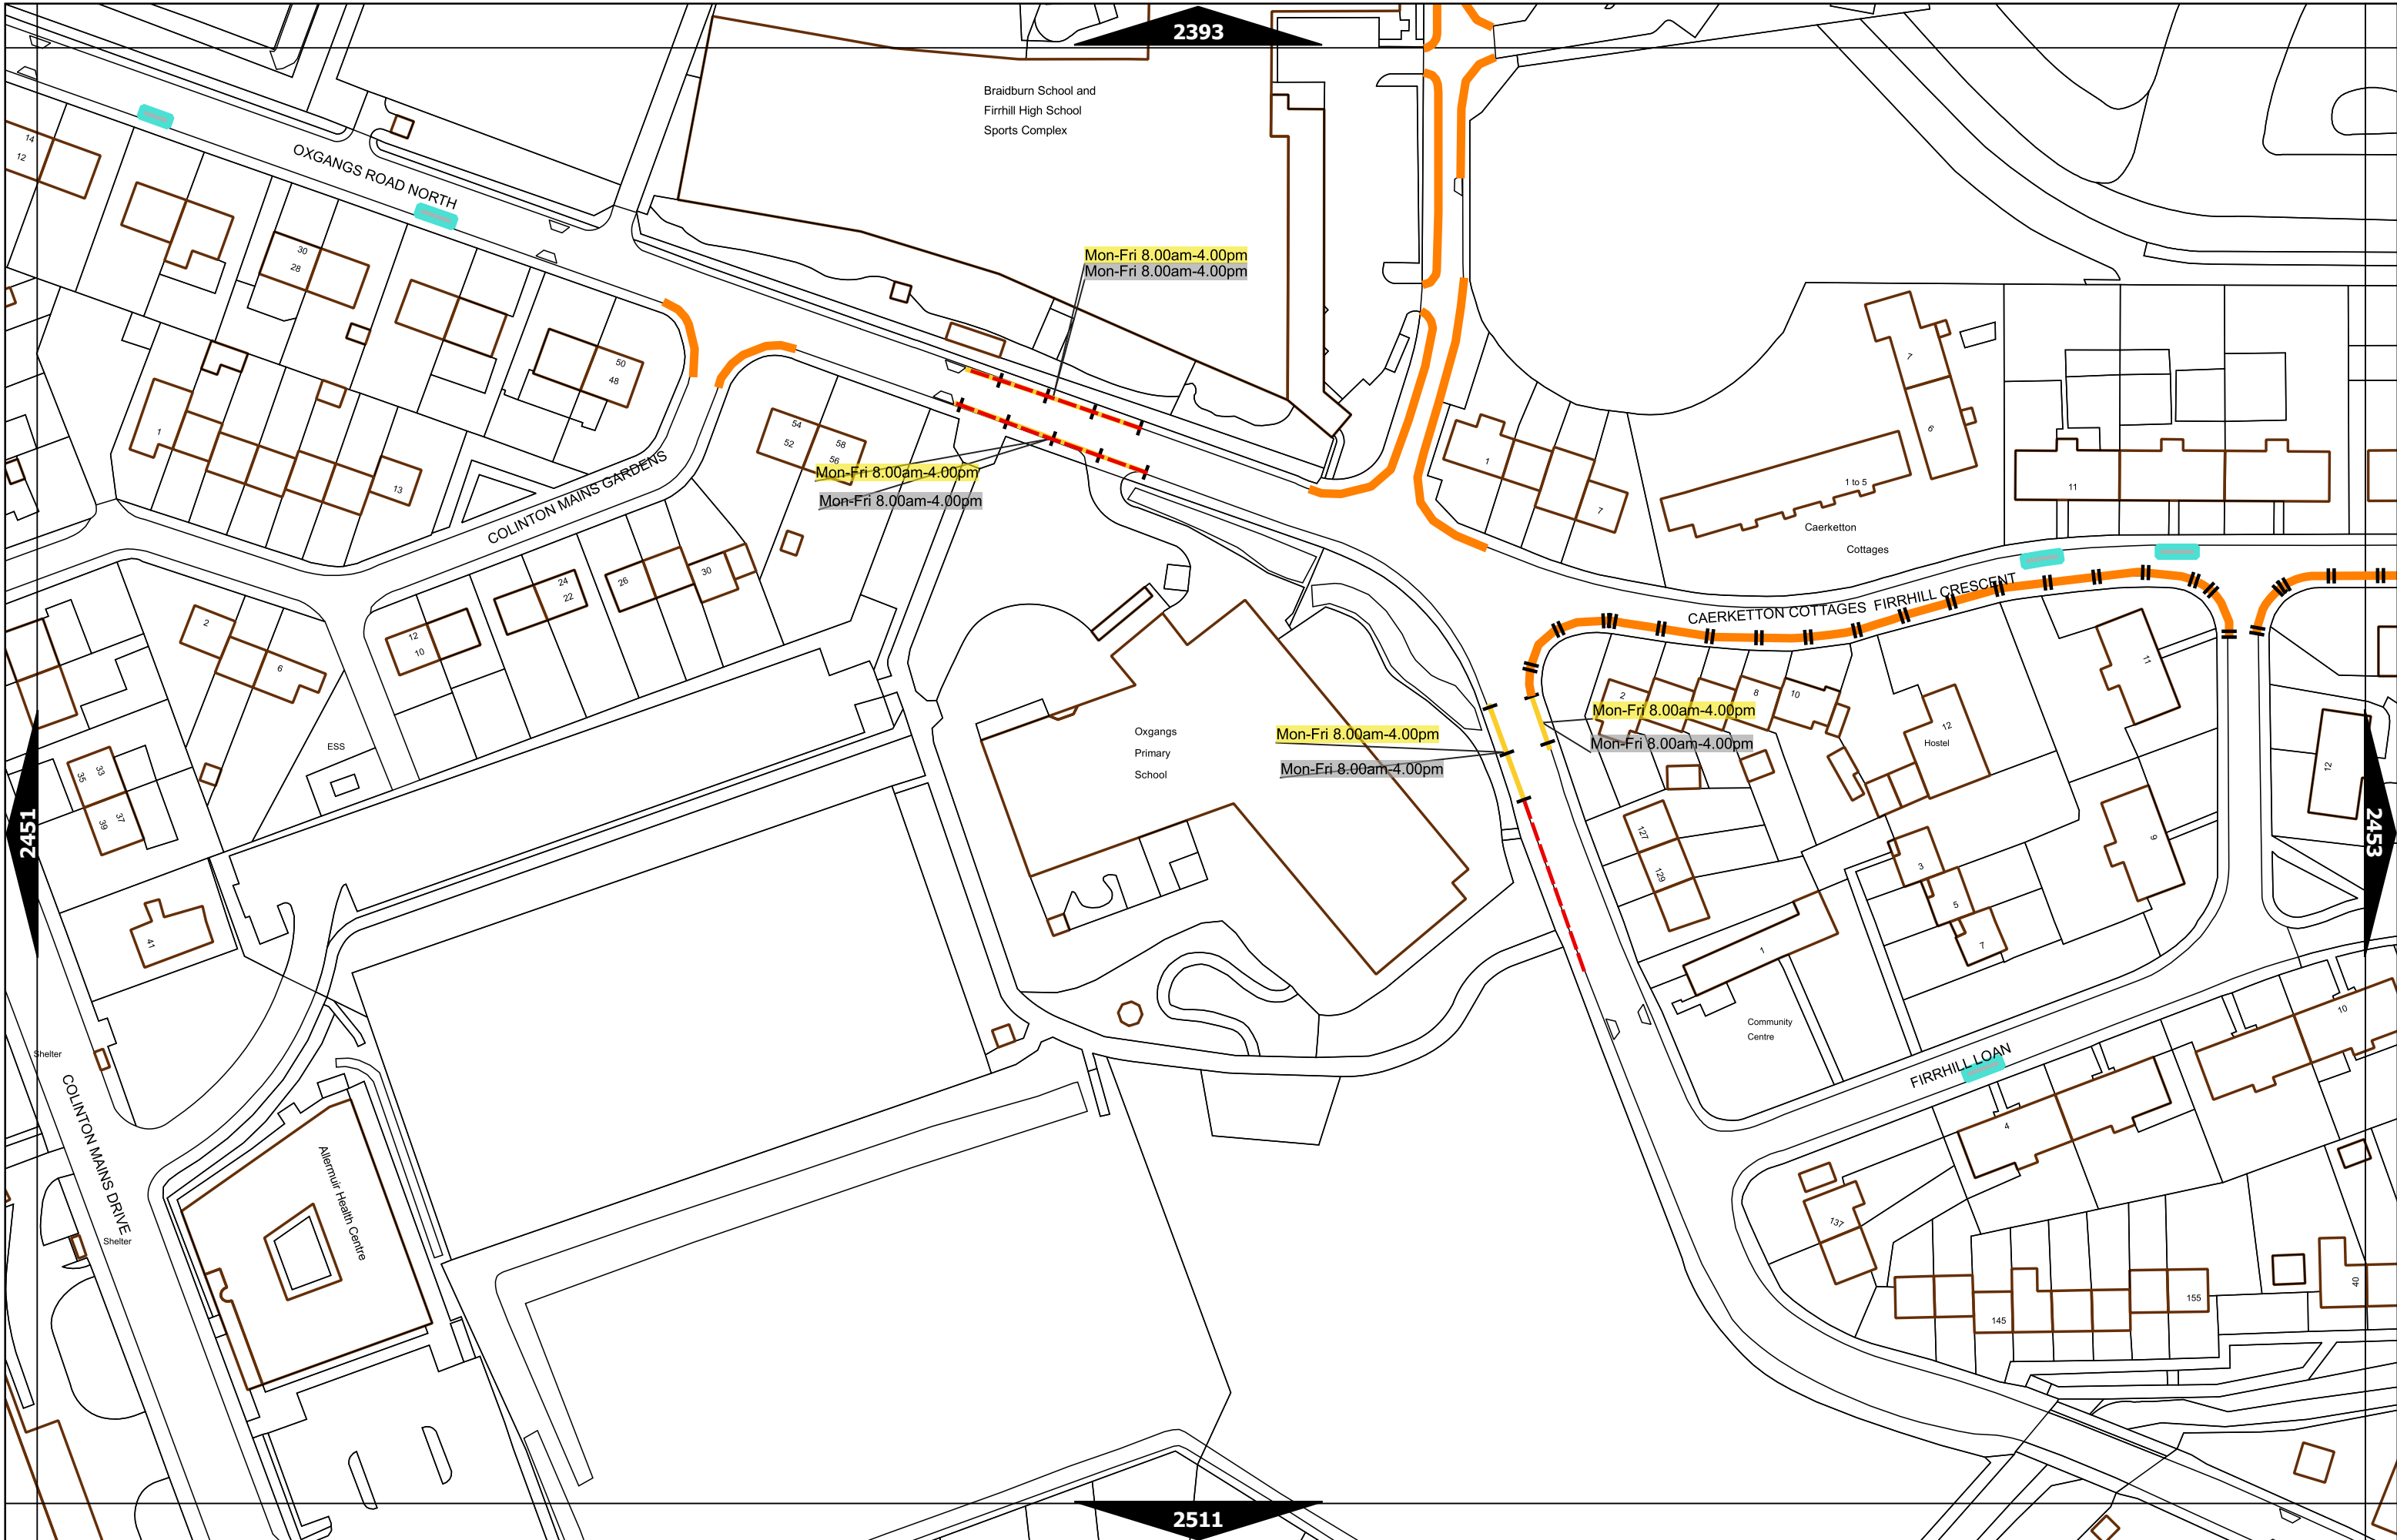 2393
Braidburn School and
Firrhill High School
Sports Complex
14
12
OXGANGS ROAD NORTH
30
28
Mon-Fri 8.00am-4.00pm
Mon-Fri 8.00am-4.00pm
50
48
54
52
58
56
1
13
Mon-Fri 8.00am-4.00pm
Mon-Fri 8.00am-4.00pm
COLINTON MAINS GARDENS
1
7
7
6
1 to 5
Caerketton
Cottages
11
CAERKETTON COTTAGES
FIRRHILL CRESCENT
24
22
26
30
12
10
2
6
ESS
35
33
39
37
41
Oxgangs
Primary
School
Mon-Fri 8.00am-4.00pm
Mon-Fri 8.00am-4.00pm
2
8
10
Mon-Fri 8.00am-4.00pm
Mon-Fri 8.00am-4.00pm
12
Hostel
11
12
127
129
3
5
7
9
1
2451
2453
Community
Centre
FIRRHILL LOAN
10
4
Shelter
COLINTON MAINS DRIVE
Shelter
Allermuir Health Centre
137
145
155
40
2511